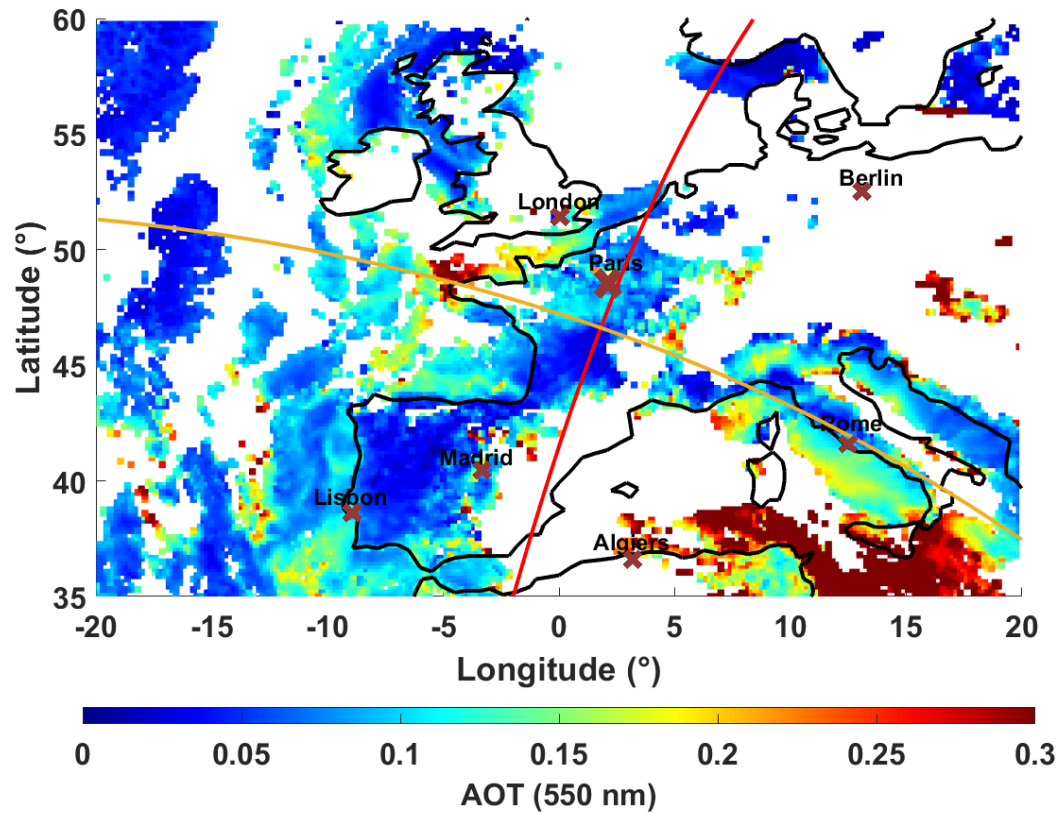 60
55
50
45
40
35
Latitude (°)
Berlin
London
Paris
Rome
Madrid
Lisbon
Algiers
-20 -15 -10 -5 0 5 10 15 20
Longitude (°)
0 0.05 0.1 0.15 0.2 0.25 0.3
AOT (550 nm)